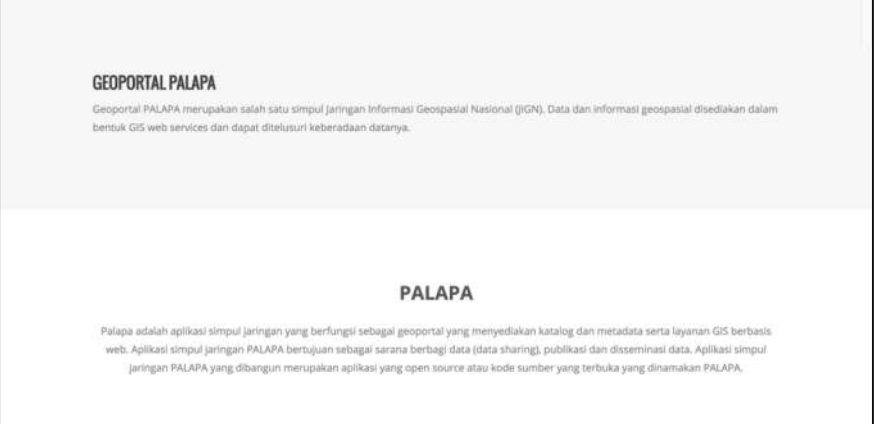 GEOPORTAL PALAPA
Geoportal PALAPA merupakan salah satu simpul Jaringan Informasi Geospasial Nasional (JIGN). Data dan informasi geospasial disediakan dalam
bentuk GIS web services dan dapat ditelusuri keberadaan datanya.
PALAPA
Palapa adalah aplikasi simpul jaringan yang berfungsi sebagai geoportal yang menyediakan katalog dan metadata serta layanan GIS berbasis
web. Aplikasi simpul jaringan PALAPA bertujuan sebagai sarana berbagi data (data sharing), publikasi dan disseminasi data. Aplikasi simpul
jaringan PALAPA yang dibangun merupakan aplikasi yang open source atau kode sumber yang terbuka yang dinamakan PALAPA.